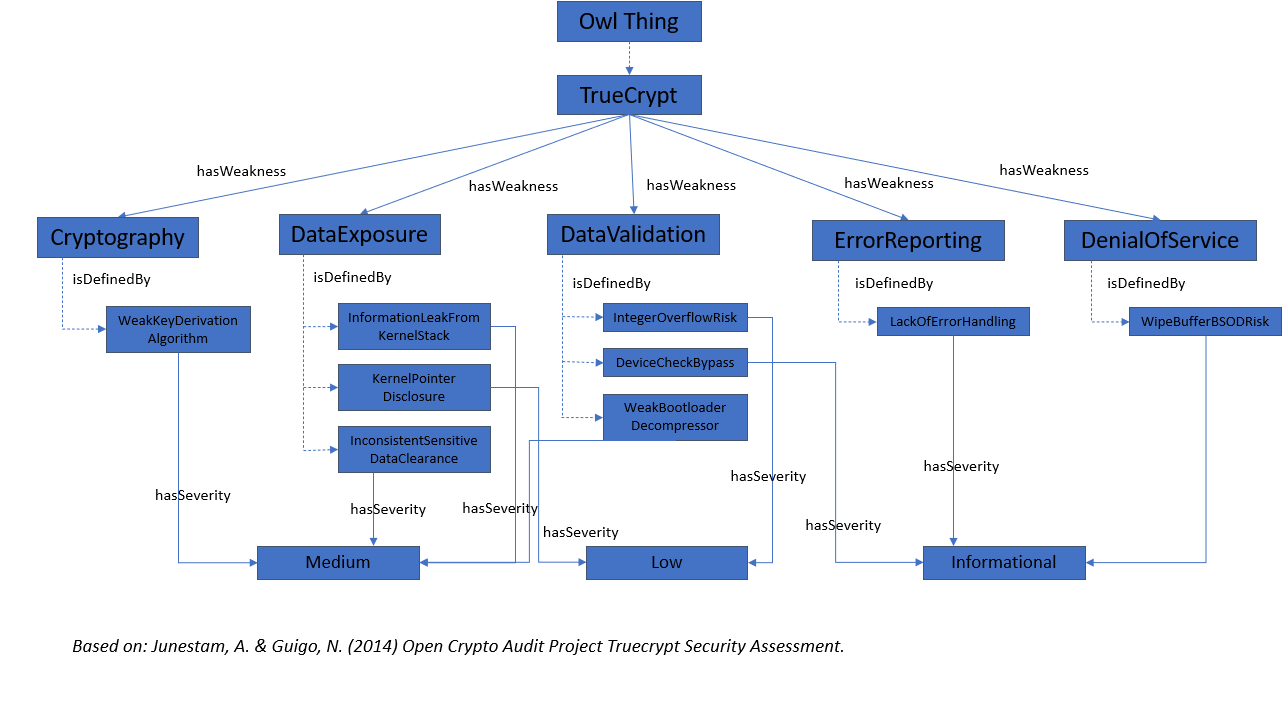 Owl Thing
TrueCrypt
hasWeakness
hasWeakness
hasWeakness
hasWeakness
hasWeakness
Cryptography
DataExposure
DataValidation
ErrorReporting
DenialOfService
isDefinedBy
isDefinedBy
isDefinedBy
isDefinedBy
isDefinedBy
WeakKeyDerivation
Algorithm
InformationLeakFrom
KernelStack
KernelPointer
Disclosure
InconsistentSensitive
DataClearance
IntegerOverflowRisk
DeviceCheckBypass
WeakBootloader
Decompressor
LackOfErrorHandling
WipeBufferBSODRisk
hasSeverity
hasSeverity
hasSeverity
hasSeverity
hasSeverity
hasSeverity
hasSeverity
Medium
Low
Informational
Based on: Junestam, A. & Guigo, N. (2014) Open Crypto Audit Project Truecrypt Security Assessment.